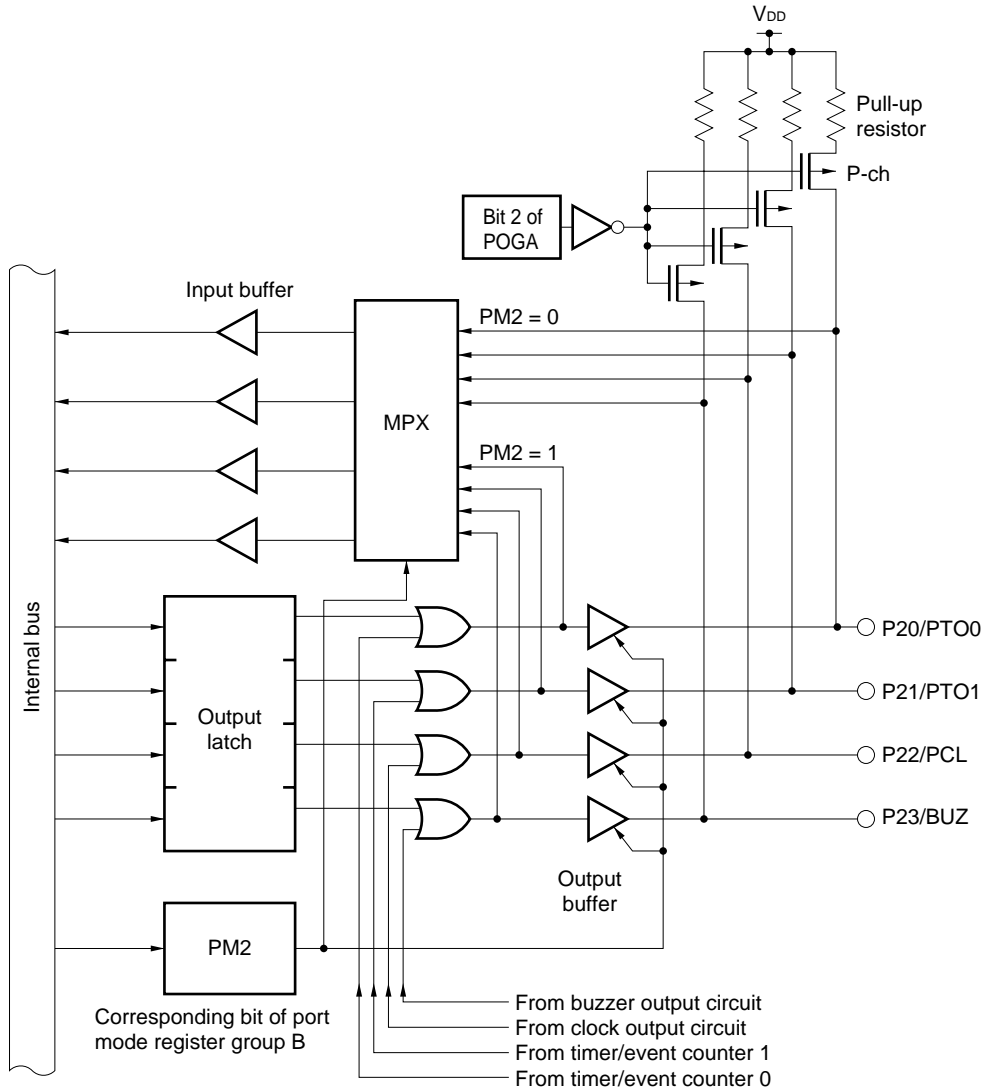 VDD
Pull-up
resistor
P-ch
Bit 2 of
POGA
Input buffer
PM2 = 0
MPX
PM2 = 1
Internal bus
Output
latch
P20/PTO0
P21/PTO1
P22/PCL
P23/BUZ
Output
buffer
PM2
Corresponding bit of port
mode register group B
From buzzer output circuit
From clock output circuit
From timer/event counter 1
From timer/event counter 0